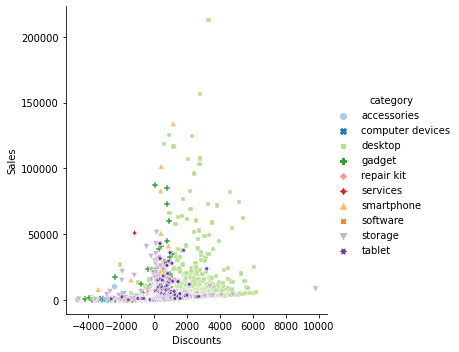 200000
150000
100000
50000
0
Sales
−4000 −2000 0 2000 4000 6000 8000 10000
Discounts
category
accessories
computer devices
desktop
gadget
repair kit
services
smartphone
software
storage
tablet